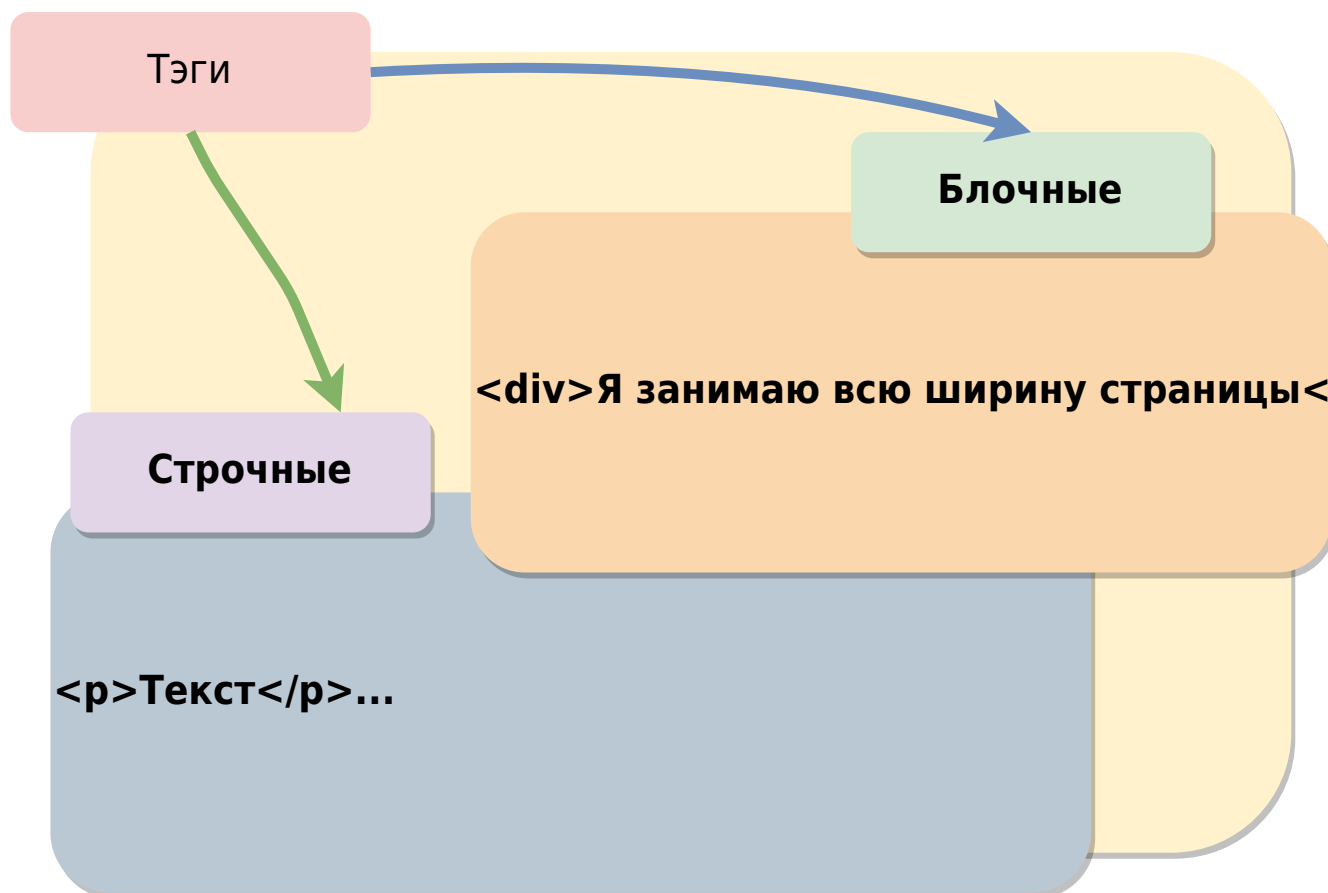 Тэги
Блочные
<div>Я занимаю всю ширину страницы<
Строчные
<p>Текст</p>...